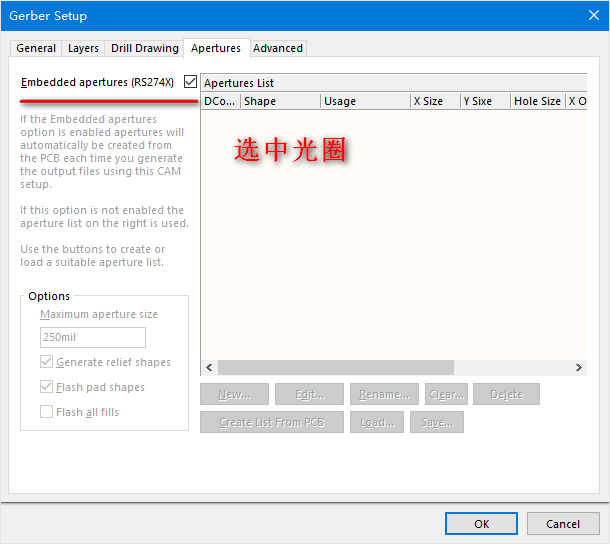 Gerber Setup
General Layers Drill Drawing Apertures Advanced
Embedded apertures (RS274X)
If the Embedded apertures
option is enabled apertures will
automatically be created from
the PCB each time you generate
the output files using this CAM
setup.
If this option is not enabled the
aperture list on the right is used.
Use the buttons to create or
load a suitable aperture list.
Options
Maximum aperture size
250mil
Generate relief shapes
Flash pad shapes
Flash all fills
Apertures List
DCo... Shape Usage X Size Y Sixe Hole Size X O
选中光圈
New... Edit... Rename... Clear... Delete
Create List From PCB Load... Save...
OK Cancel